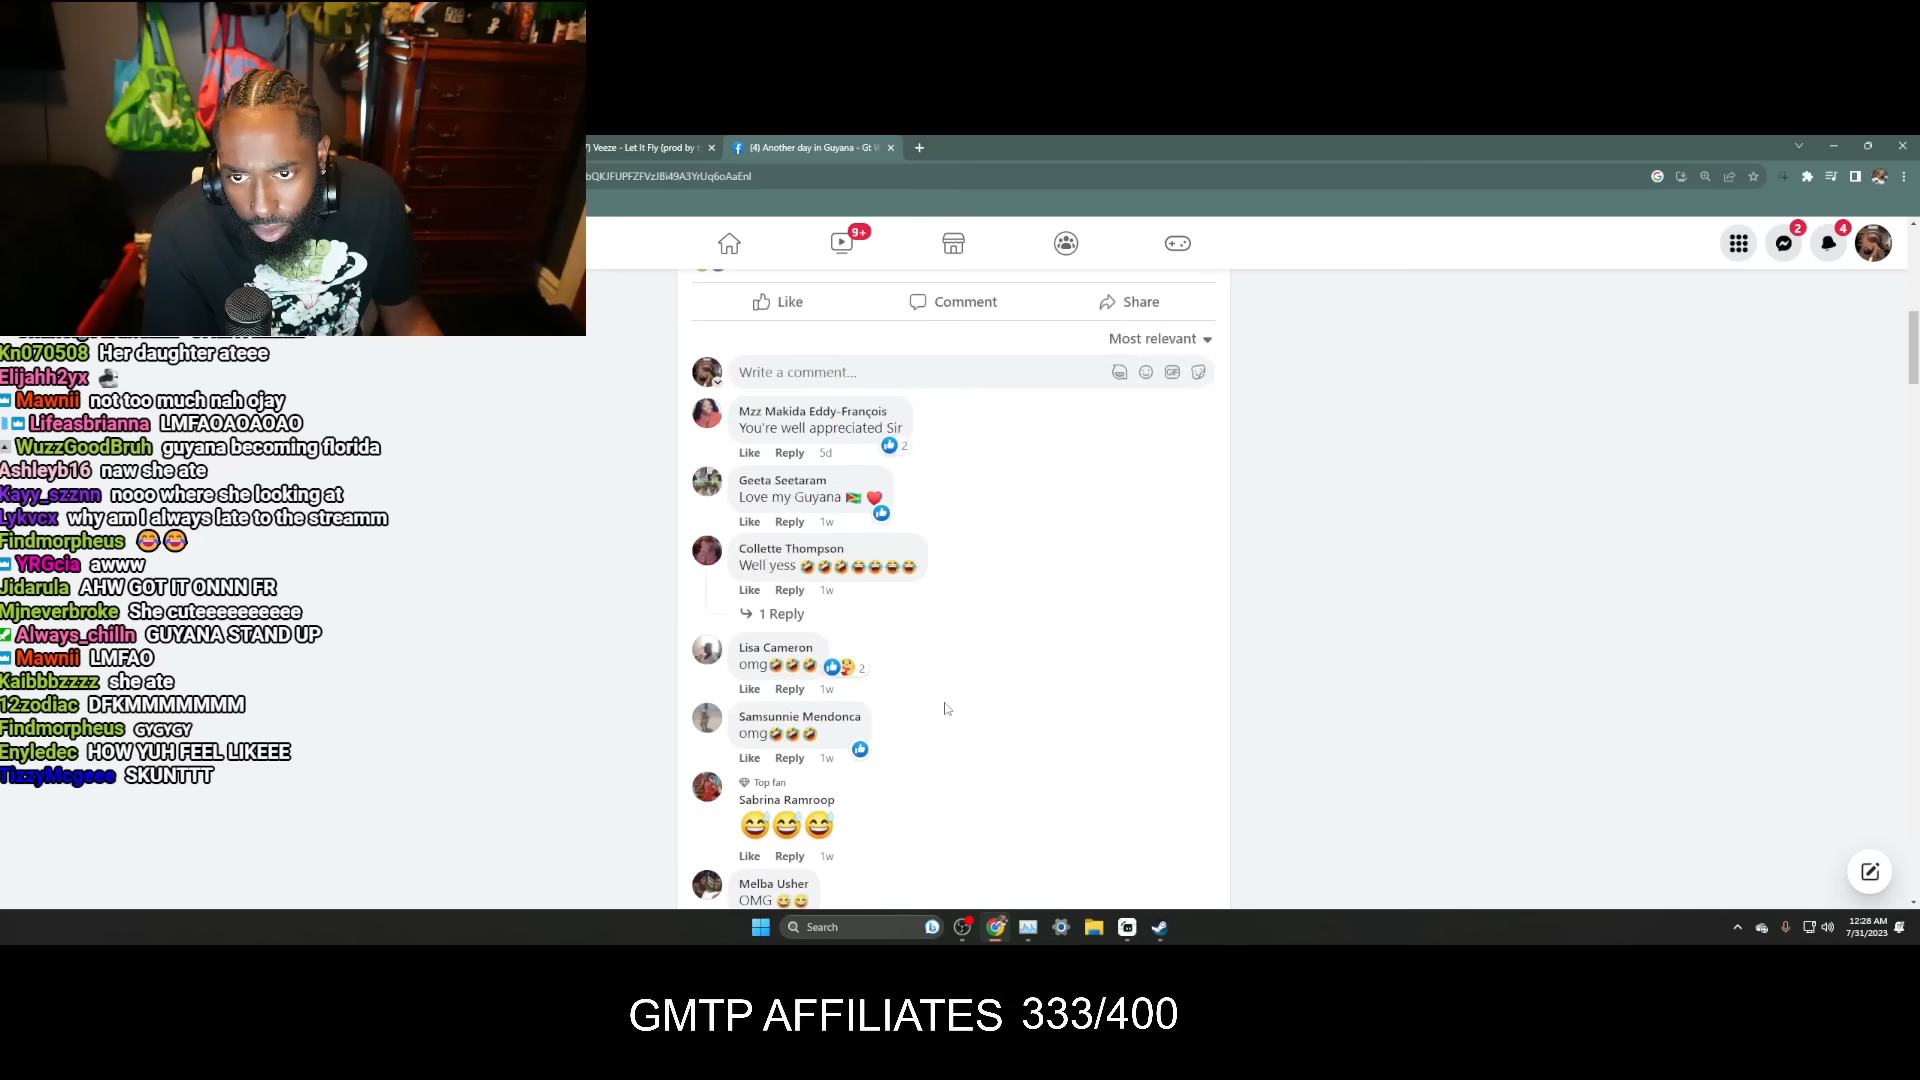 Kn070508 Her daughter ateee
Elijahh2yx
Mawnii not too much nah ojay
Lifeasbrianna LMFAOAOAOAO
WuzzGoodBruh guyana becoming florida
Ashleyb16 naw she ate
Kayy_szznn nooo where she looking at
Lykvcx why am I always late to the streamm
Findmorpheus 😂😂
YRGcia awww
Jidarula AHW GOT IT ONNN FR
Mjneverbroke She cuteeeeeeeeee
Always_chilln GUYANA STAND UP
Mawnii LMFAO
Kaibbbzzzz she ate
12zodiac DFKMMMMMMM
Findmorpheus GYGYGY
Enyledec HOW YUH FEEL LIKEEE
TizzyMcgeee SKUNTTT
Veeze - Let It Fly (prod by
(4) Another day in Guyana - Gt
bQKJFUPFZFVzJBi49A3YrUq6oAaEnI
9+
2
4
Like Comment Share
Most relevant
Write a comment...
GIF
Mzz Makida Eddy-François
You're well appreciated Sir
2
Like Reply 5d
Geeta Seetaram
Love my Guyana 🇬🇾 ♥️
Like Reply 1w
Collette Thompson
Well yess 🤣🤣🤣😂😂😂😂
Like Reply 1w
1 Reply
Lisa Cameron
omg🤣🤣🤣
2
Like Reply 1w
Samsunnie Mendonca
omg🤣🤣🤣
Like Reply 1w
Top fan
Sabrina Ramroop
😅😅😅
Like Reply 1w
Melba Usher
OMG 😅😅
Search
12:28 AM
7/31/2023
GMTP AFFILIATES 333/400